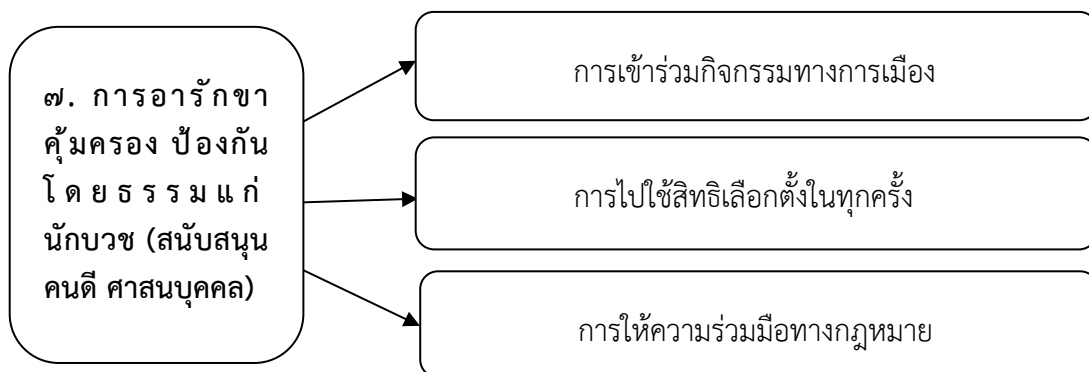 ๗. การอารักขา
คุ้มครอง ป้องกัน
โดยธรรมแก่
นักบวช (สนับสนุน
คนดี ศาสนบุคคล)
การเข้าร่วมกิจกรรมทางการเมือง
การไปใช้สิทธิเลือกตั้งในทุกครั้ง
การให้ความร่วมมือทางกฎหมาย